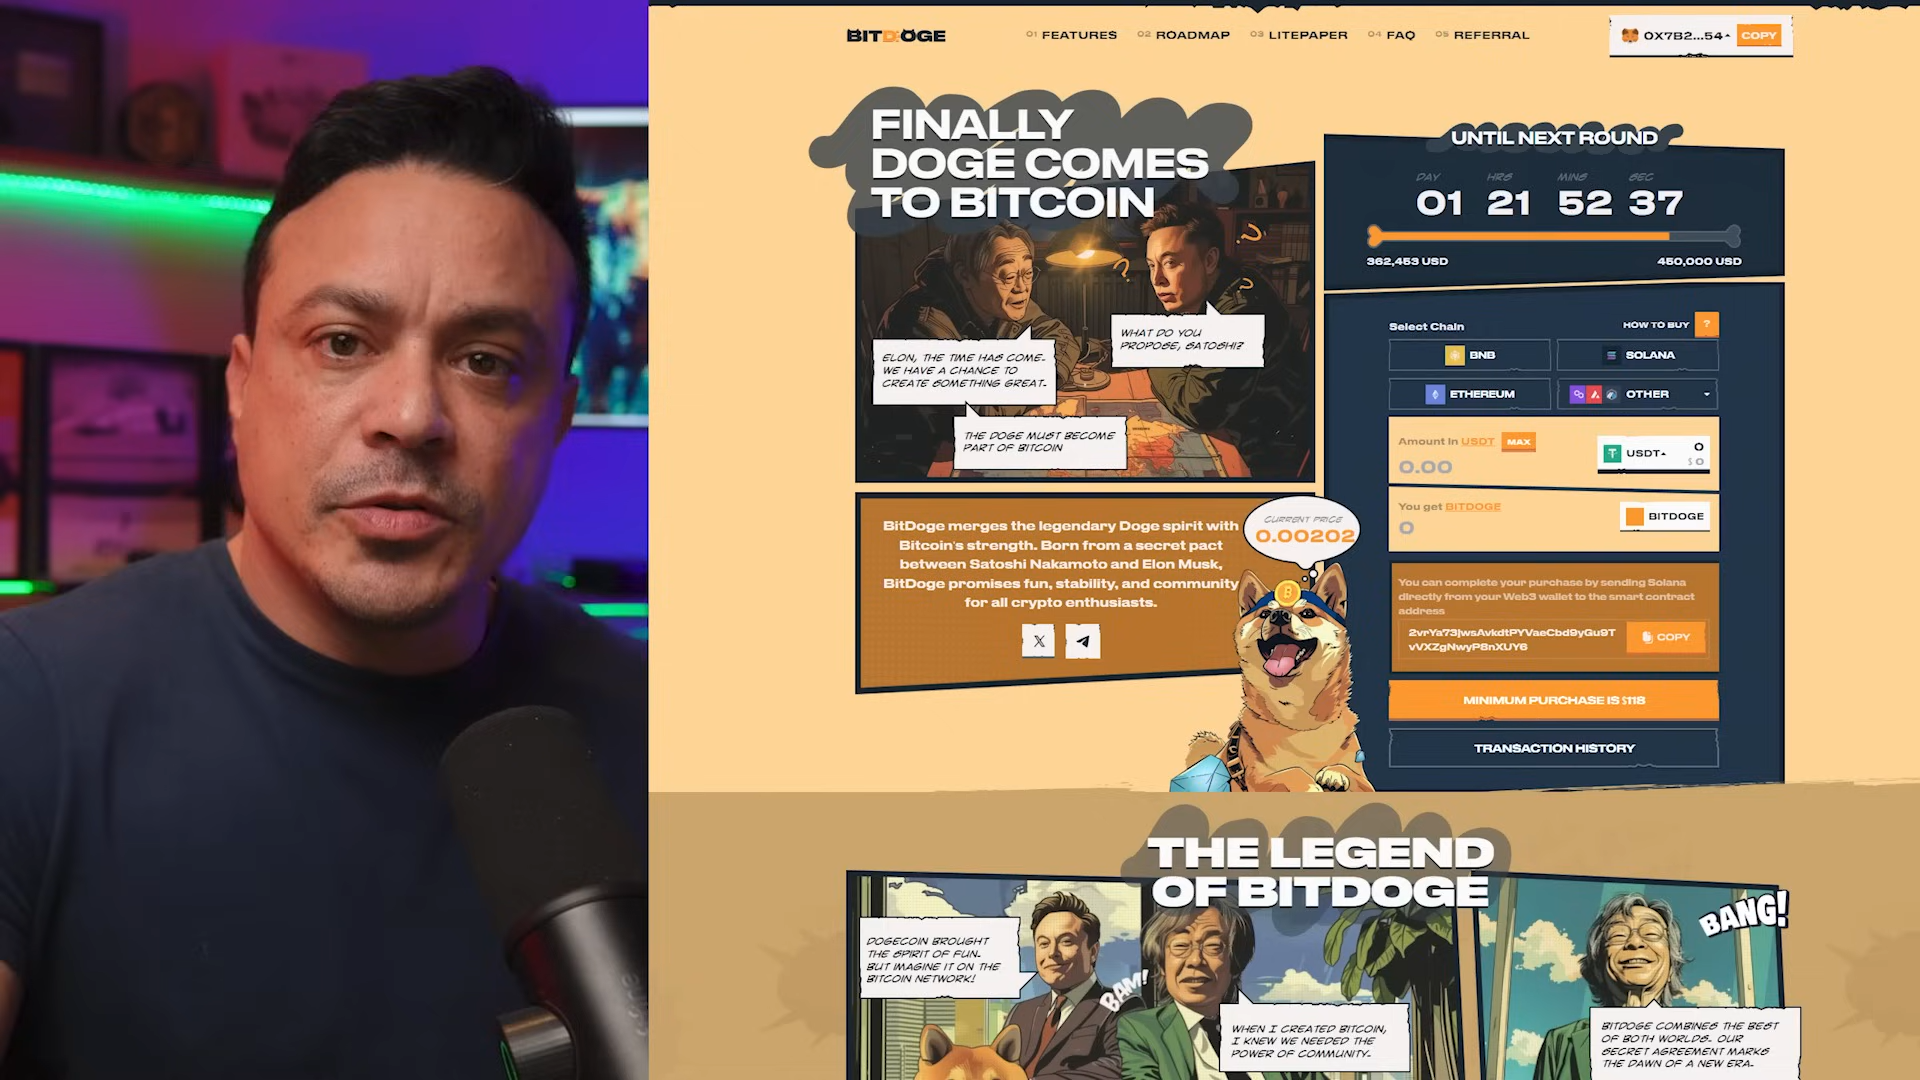 BITDOGE
01 FEATURES
02 ROADMAP
03 LITEPAPER
04 FAQ
05 REFERRAL
0X7B2...54
COPY
FINALLY
DOGE COMES
TO BITCOIN
ELON, THE TIME HAS COME.
WE HAVE A CHANCE TO
CREATE SOMETHING GREAT.
WHAT DO YOU
PROPOSE, SATOSHI?
THE DOGE MUST BECOME
PART OF BITCOIN
BitDoge merges the legendary Doge spirit with
Bitcoin's strength. Born from a secret pact
between Satoshi Nakamoto and Elon Musk,
BitDoge promises fun, stability, and community
for all crypto enthusiasts.
CURRENT PRICE
0.00202
UNTIL NEXT ROUND
DAY HRS MINS SEC
01 21 52 37
362,453 USD
450,000 USD
Select Chain
HOW TO BUY ?
BNB
SOLANA
ETHEREUM
OTHER
Amount in USDT MAX
0.00
USDT
0
$ 0
You get BITDOGE
0
BITDOGE
You can complete your purchase by sending Solana
directly from your Web3 wallet to the smart contract
address
2vrYa73jwsAvkdtPYVaeCbd9yGu9T
vVXZgNwyP8nXUY6
COPY
MINIMUM PURCHASE IS $118
TRANSACTION HISTORY
THE LEGEND
OF BITDOGE
DOGECOIN BROUGHT
THE SPIRIT OF FUN.
BUT IMAGINE IT ON THE
BITCOIN NETWORK!
BAM!
WHEN I CREATED BITCOIN,
I KNEW WE NEEDED THE
POWER OF COMMUNITY.
BANG!
BITDOGE COMBINES THE BEST
OF BOTH WORLDS. OUR
SECRET AGREEMENT MARKS
THE DAWN OF A NEW ERA.